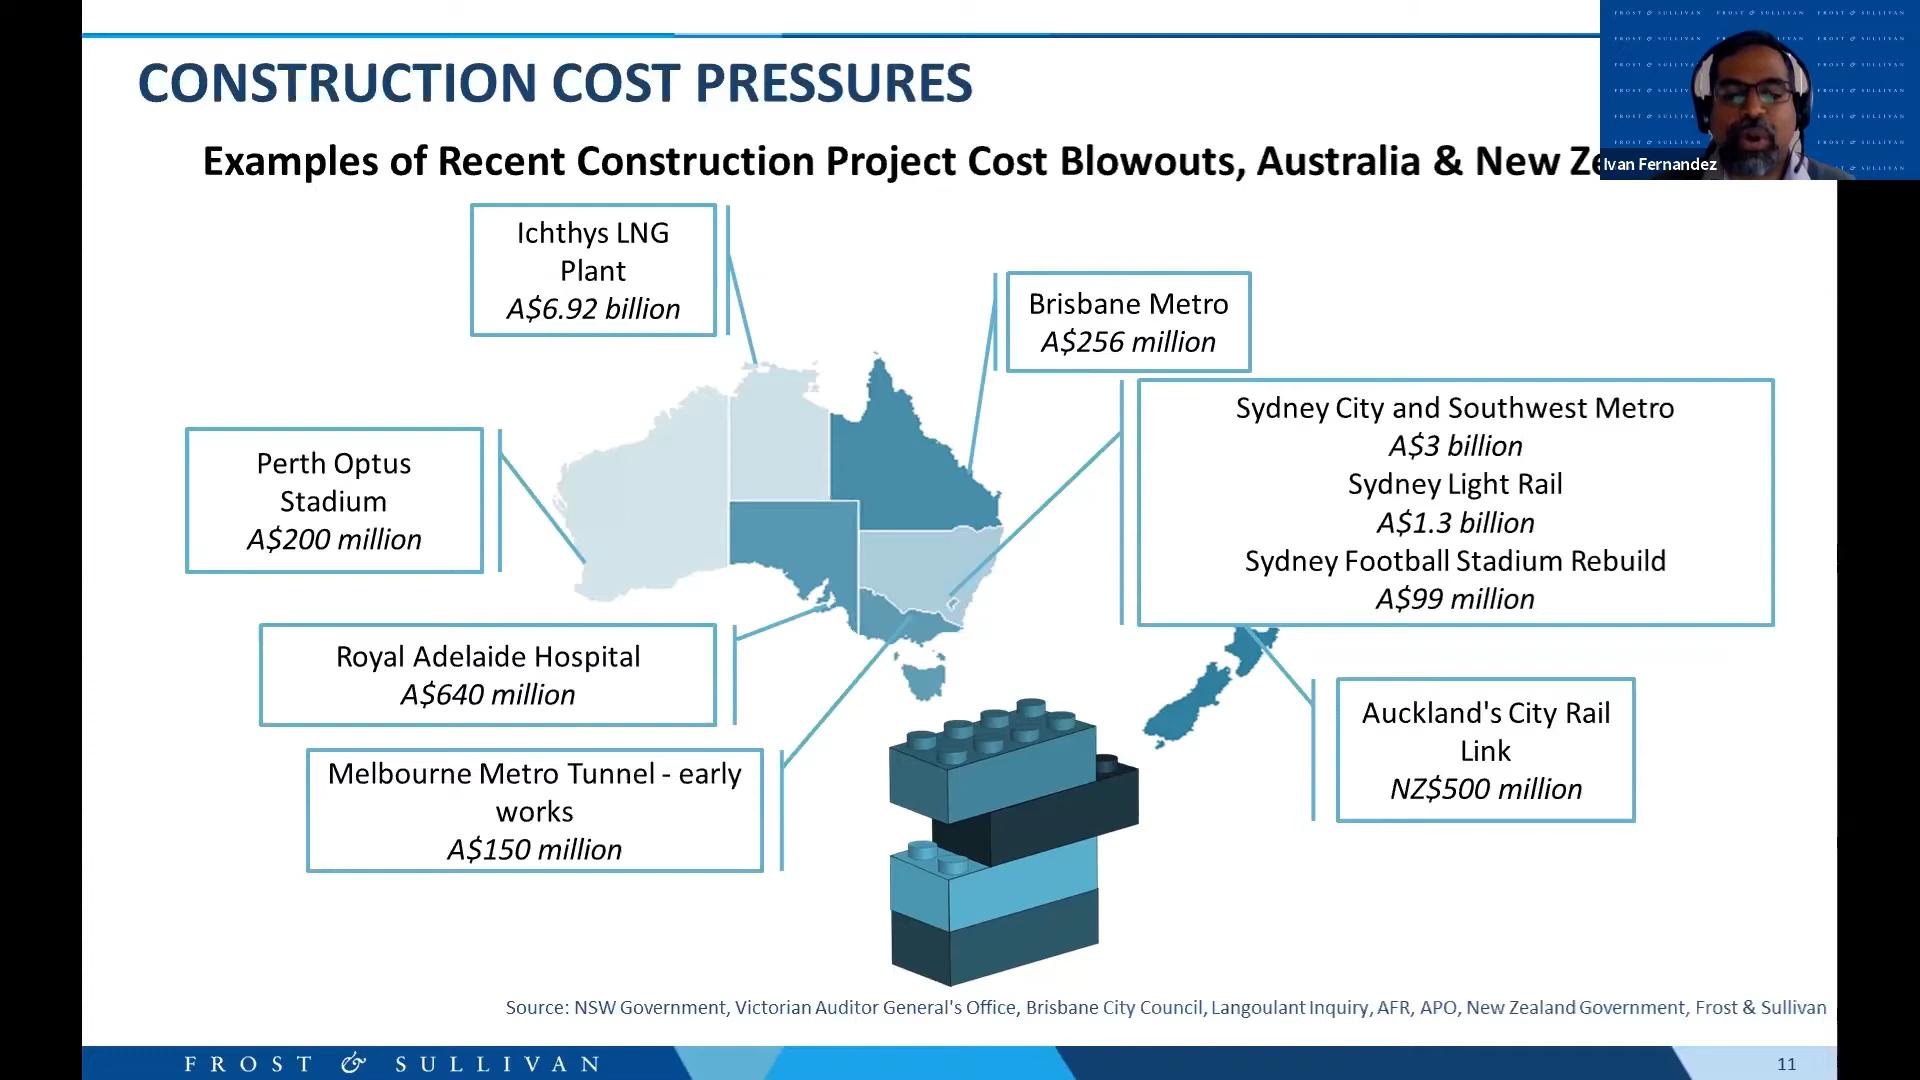 CONSTRUCTION COST PRESSURES
Examples of Recent Construction Project Cost Blowouts, Australia & New
Ivan Fernandez
Ichthys LNG
Plant
A$6.92 billion
Brisbane Metro
A$256 million
Sydney City and Southwest Metro
A$3 billion
Sydney Light Rail
A$1.3 billion
Sydney Football Stadium Rebuild
A$99 million
Perth Optus
Stadium
A$200 million
Royal Adelaide Hospital
A$640 million
Melbourne Metro Tunnel - early
works
A$150 million
Auckland's City Rail
Link
NZ$500 million
Source: NSW Government, Victorian Auditor General's Office, Brisbane City Council, Langoulant Inquiry, AFR, APO, New Zealand Government, Frost & Sullivan
FROST & SULLIVAN
11